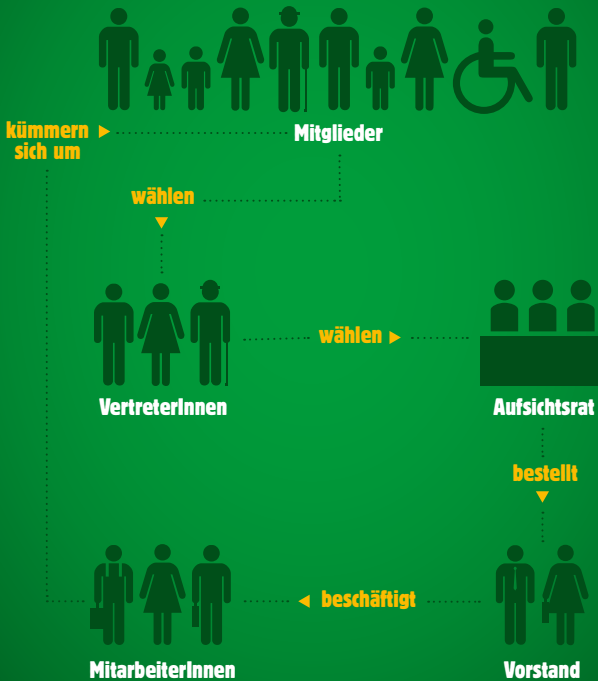 kümmern
sich um
Mitglieder
wählen
wählen
VertreterInnen
Aufsichtsrat
bestellt
beschäftigt
MitarbeiterInnen
Vorstand